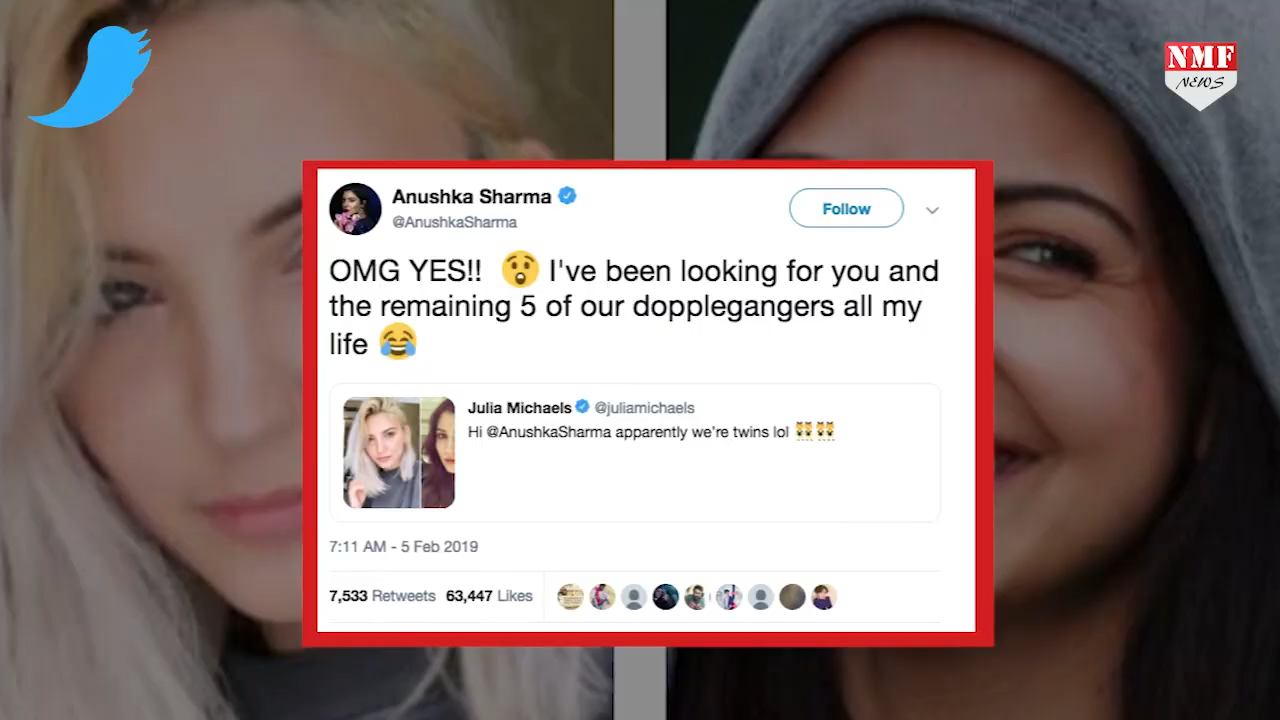 NMF
NEWS
Anushka Sharma
@AnushkaSharma
Follow
OMG YES!! 😲 I've been looking for you and
the remaining 5 of our dopplegangers all my
life 😂
Julia Michaels @juliamichaels
Hi @AnushkaSharma apparently we're twins lol 👯👯
7:11 AM - 5 Feb 2019
7,533 Retweets 63,447 Likes